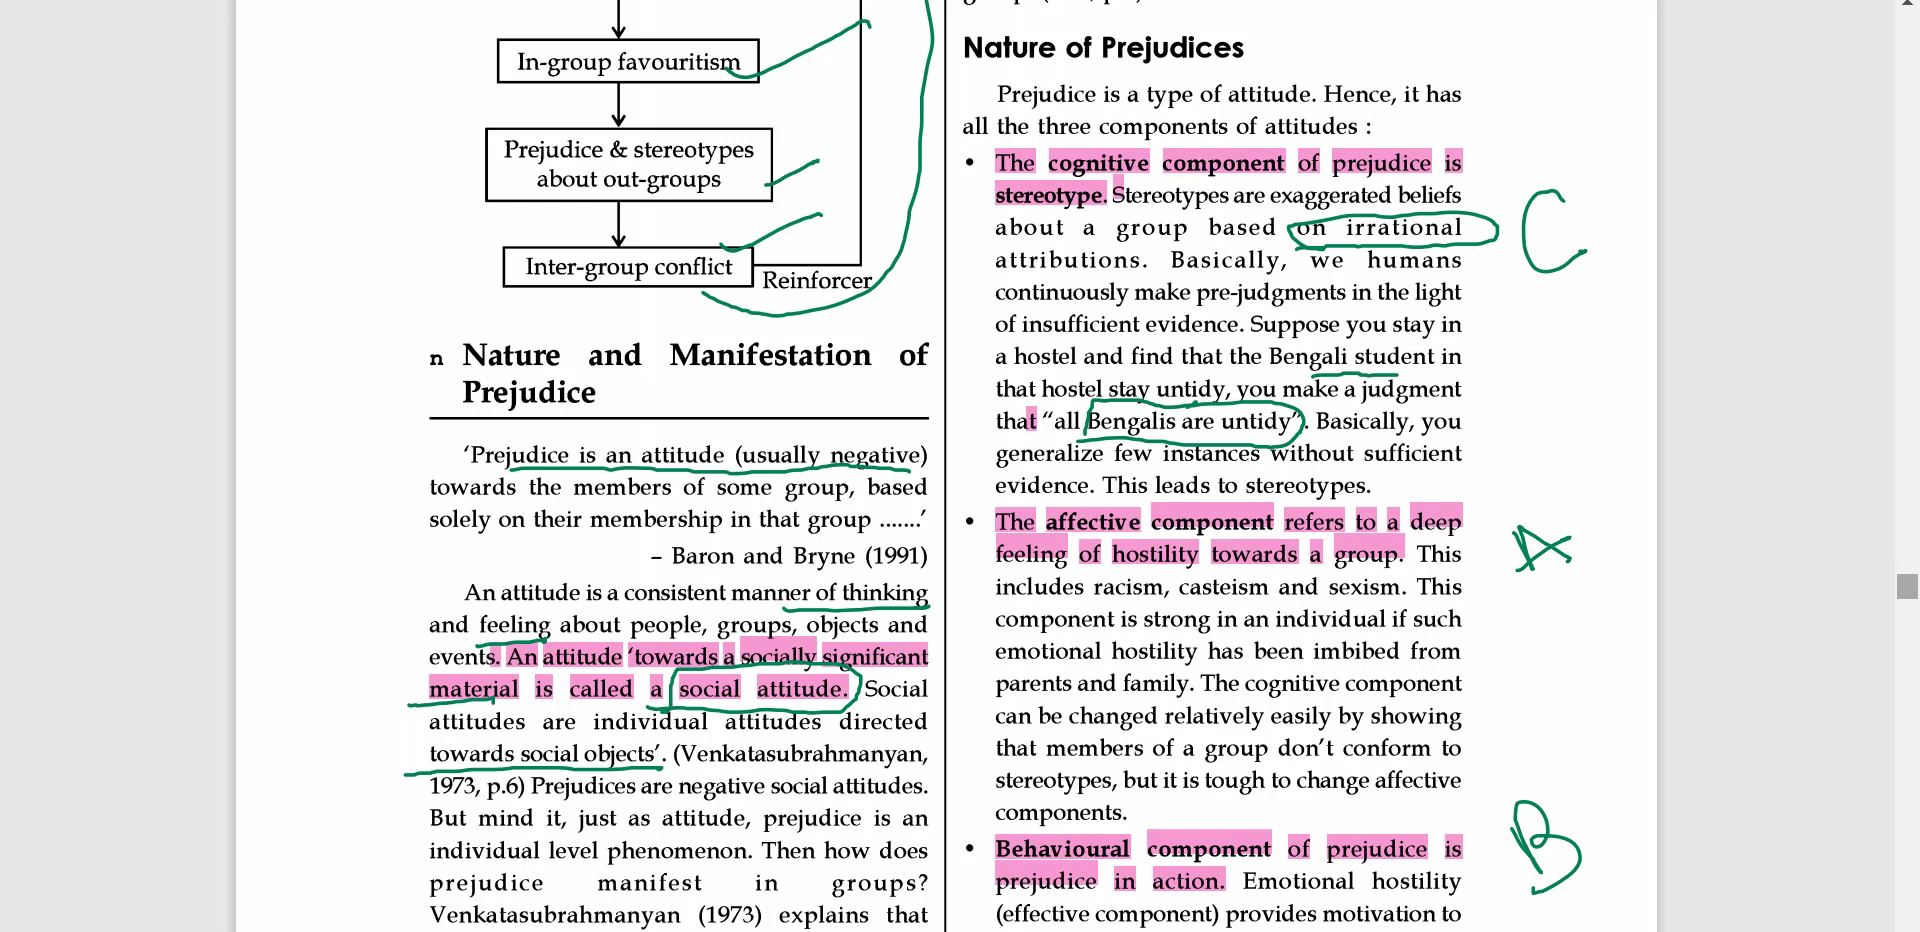 In-group favouritism
Prejudice & stereotypes
about out-groups
Inter-group conflict
Reinforcer
n Nature and Manifestation of
Prejudice
‘Prejudice is an attitude (usually negative)
towards the members of some group, based
solely on their membership in that group .......’
– Baron and Bryne (1991)
An attitude is a consistent manner of thinking
and feeling about people, groups, objects and
events. An attitude ‘towards a socially significant
material is called a social attitude. Social
attitudes are individual attitudes directed
towards social objects’. (Venkatasubrahmanyan,
1973, p.6) Prejudices are negative social attitudes.
But mind it, just as attitude, prejudice is an
individual level phenomenon. Then how does
prejudice manifest in groups?
Venkatasubrahmanyan (1973) explains that
Nature of Prejudices
Prejudice is a type of attitude. Hence, it has
all the three components of attitudes :
• The cognitive component of prejudice is
stereotype. Stereotypes are exaggerated beliefs
about a group based on irrational
attributions. Basically, we humans
continuously make pre-judgments in the light
of insufficient evidence. Suppose you stay in
a hostel and find that the Bengali student in
that hostel stay untidy, you make a judgment
that “all Bengalis are untidy”. Basically, you
generalize few instances without sufficient
evidence. This leads to stereotypes.
• The affective component refers to a deep
feeling of hostility towards a group. This
includes racism, casteism and sexism. This
component is strong in an individual if such
emotional hostility has been imbibed from
parents and family. The cognitive component
can be changed relatively easily by showing
that members of a group don’t conform to
stereotypes, but it is tough to change affective
components.
• Behavioural component of prejudice is
prejudice in action. Emotional hostility
(effective component) provides motivation to
C
A
B